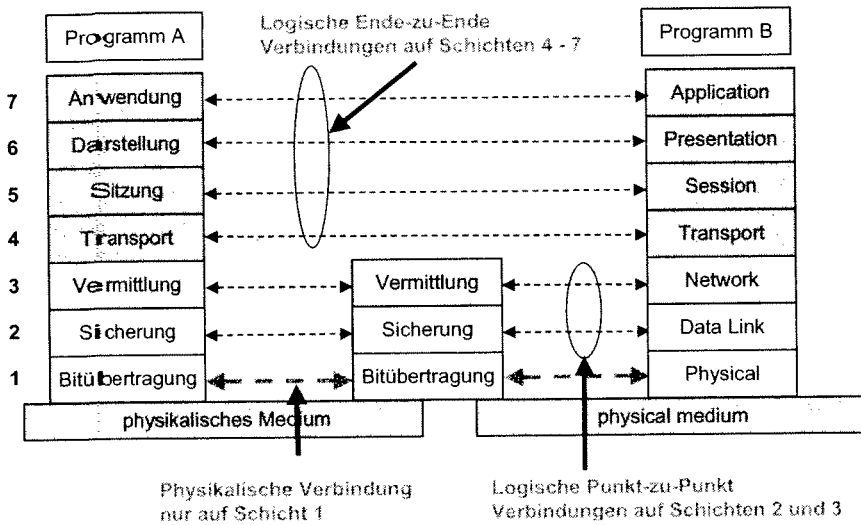 Programm A
Logische Ende-zu-Ende
Verbindungen auf Schichten 4 - 7
Programm B
7
Anwendung
Application
6
Darstellung
Presentation
5
Sitzung
Session
4
Transport
Transport
3
Vermittlung
Vermittlung
Network
2
Sicherung
Sicherung
Data Link
1
Bitübertragung
Bitübertragung
Physical
physikalisches Medium
physical medium
Physikalische Verbindung
nur auf Schicht 1
Logische Punkt-zu-Punkt
Verbindungen auf Schichten 2 und 3